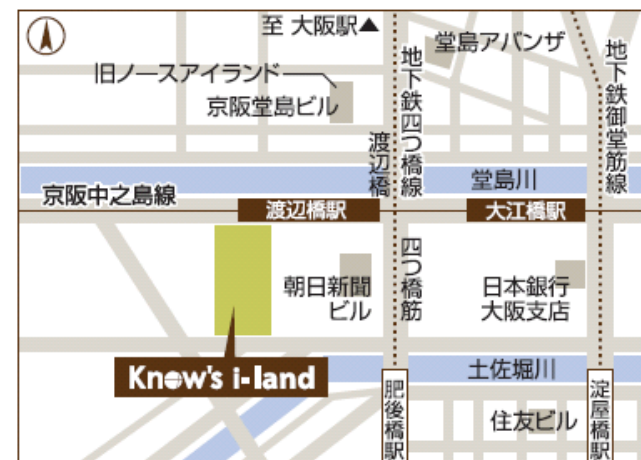 至 大阪駅▲
堂島アバンザ
旧ノースアイランド
京阪堂島ビル
地下鉄四つ橋線
地下鉄御堂筋線
渡辺橋
堂島川
京阪中之島線
渡辺橋駅
大江橋駅
四つ橋筋
朝日新聞
ビル
日本銀行
大阪支店
Know's i-land
土佐堀川
肥後橋駅
住友ビル
淀屋橋駅